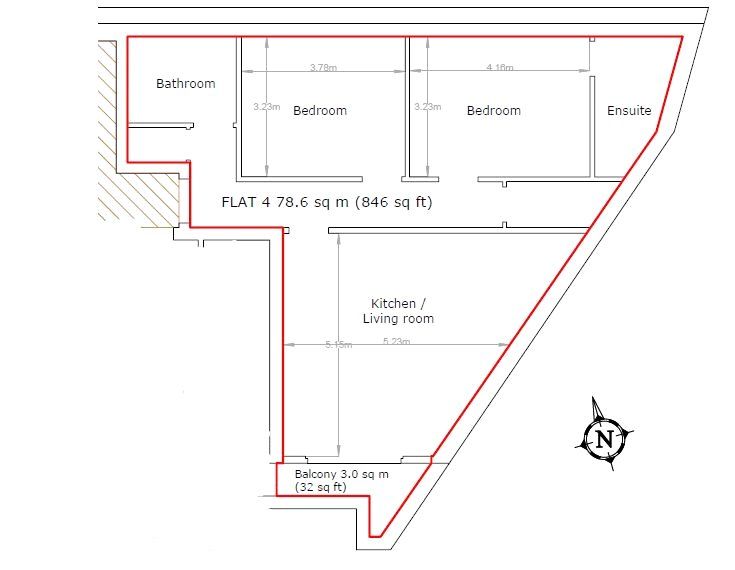 3.78m
4.16m
Bathroom
3.23m
Bedroom
3.23m
Bedroom
Ensuite
FLAT 4 78.6 sq m (846 sq ft)
Kitchen /
Living room
5.15m
5.23m
N
Balcony 3.0 sq m
(32 sq ft)